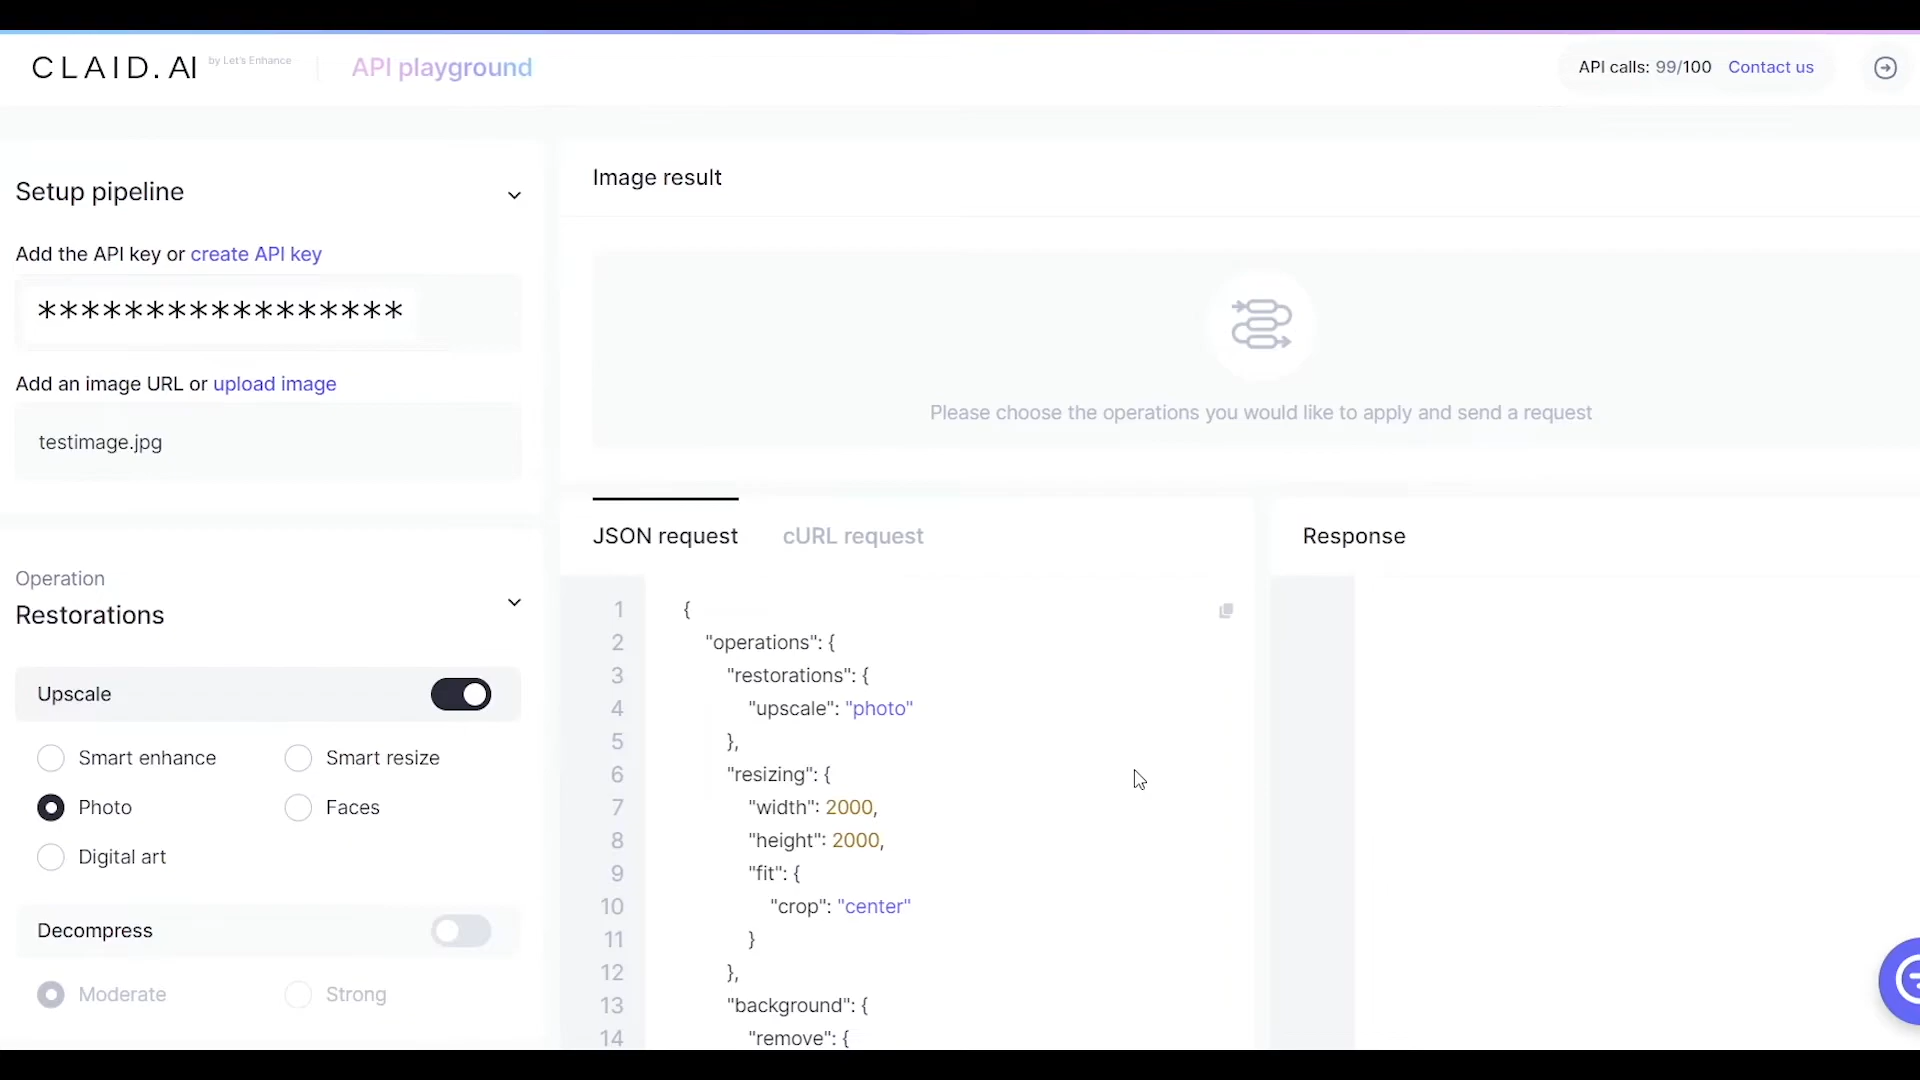 CLAID.AI by Let's Enhance
API playground
API calls: 99/100 Contact us
Setup pipeline
Add the API key or create API key
*****************
Add an image URL or upload image
testimage.jpg
Operation
Restorations
Upscale
Smart enhance
Smart resize
Photo
Faces
Digital art
Decompress
Moderate
Strong
Image result
Please choose the operations you would like to apply and send a request
JSON request
cURL request
1 {
2 "operations": {
3 "restorations": {
4 "upscale": "photo"
5 },
6 "resizing": {
7 "width": 2000,
8 "height": 2000,
9 "fit": {
10 "crop": "center"
11 }
12 },
13 "background": {
14 "remove": {
Response